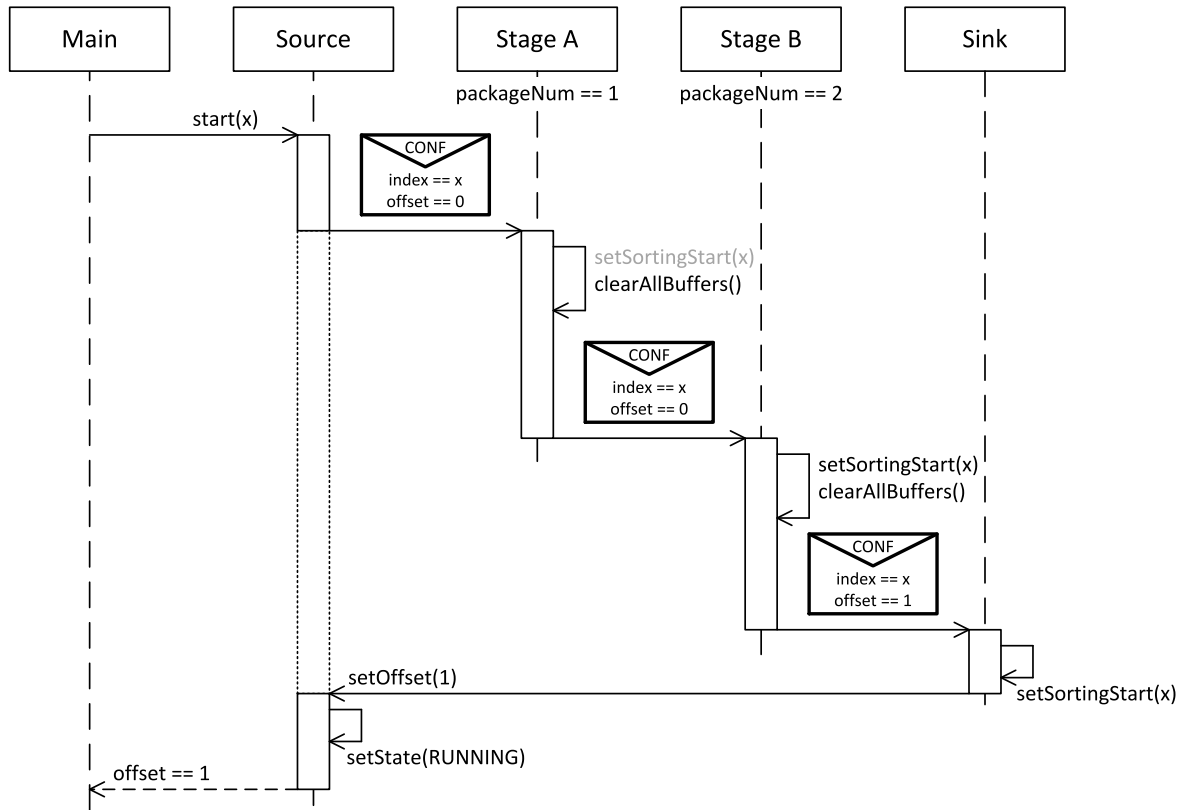 Main
Source
Stage A
Stage B
Sink
packageNum == 1
packageNum == 2
start(x)
CONF
index == x
offset == 0
setSortingStart(x)
clearAllBuffers()
CONF
index == x
offset == 0
setSortingStart(x)
clearAllBuffers()
CONF
index == x
offset == 1
setOffset(1)
setSortingStart(x)
setState(RUNNING)
offset == 1